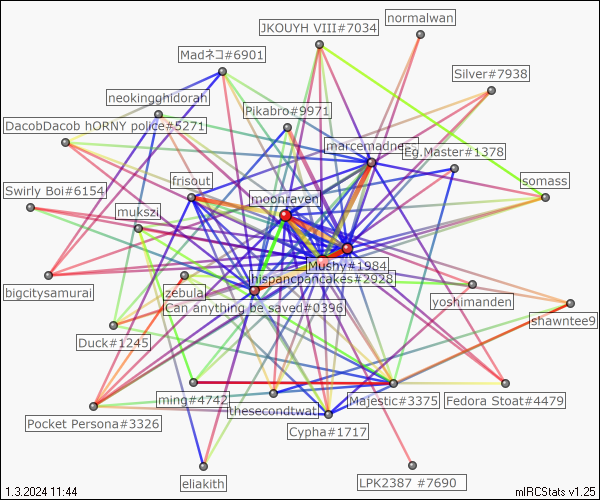 normalwan
JKOUYH VIII#7034
Madネコ#6901
Silver#7938
neokingghidorah
Pikabro#9971
DacobDacob hORNY police#5271
marcemadne
Eg.Master#1378
frisout
somass
Swirly Boi#6154
moonraven
mukszi
Mushy#1984
hispanicpancakes#2928
bigcitysamurai
zebula
yoshimanden
Can anything be saved#0396
shawntee9
Duck#1245
ming#4742
Majestic#3375
Fedora Stoat#4479
thesecondtwat
Pocket Persona#3326
Cypha#1717
eliakith
LPK2387 #7690
1.3.2024 11:44
mIRCStats v1.25